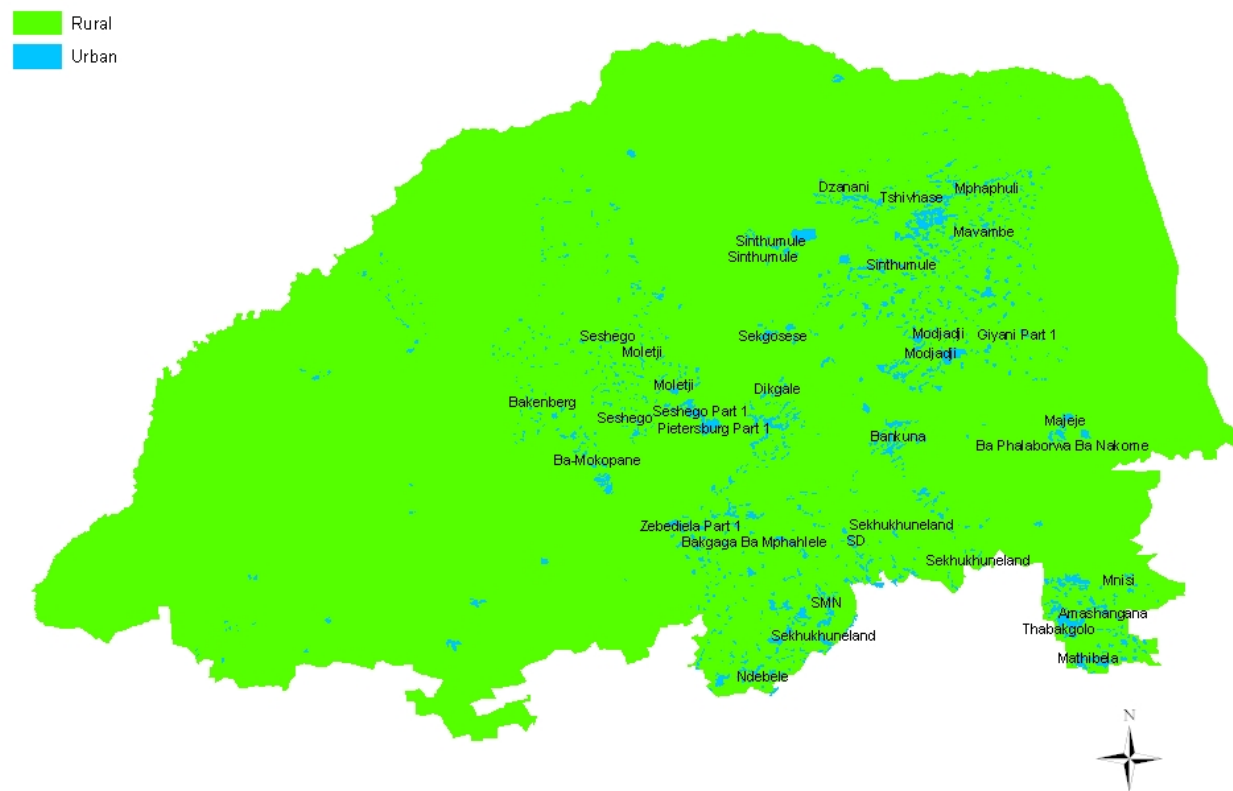 Rural
Urban
Dzanani
Mphaphuli
Tshivhase
Mavambe
Sinthumule
Sinthumule
Sinthumule
Seshego
Sekgosese
Modjadji
Giyani Part 1
Moletji
Modjadji
Moletji
Dikgale
Bakenberg
Seshego Part 1
Seshego
Pietersburg Part 1
Majeje
Bankuna
Ba Phalaborwa Ba Nakome
Ba-Mokopane
Zebediela Part 1
Sekhukhuneland
Bakgaga Ba Mphahlele
SD
Sekhukhuneland
Mnisi
SMN
Amashangana
Thabakgolo
Sekhukhuneland
Mathibela
Ndebele
N